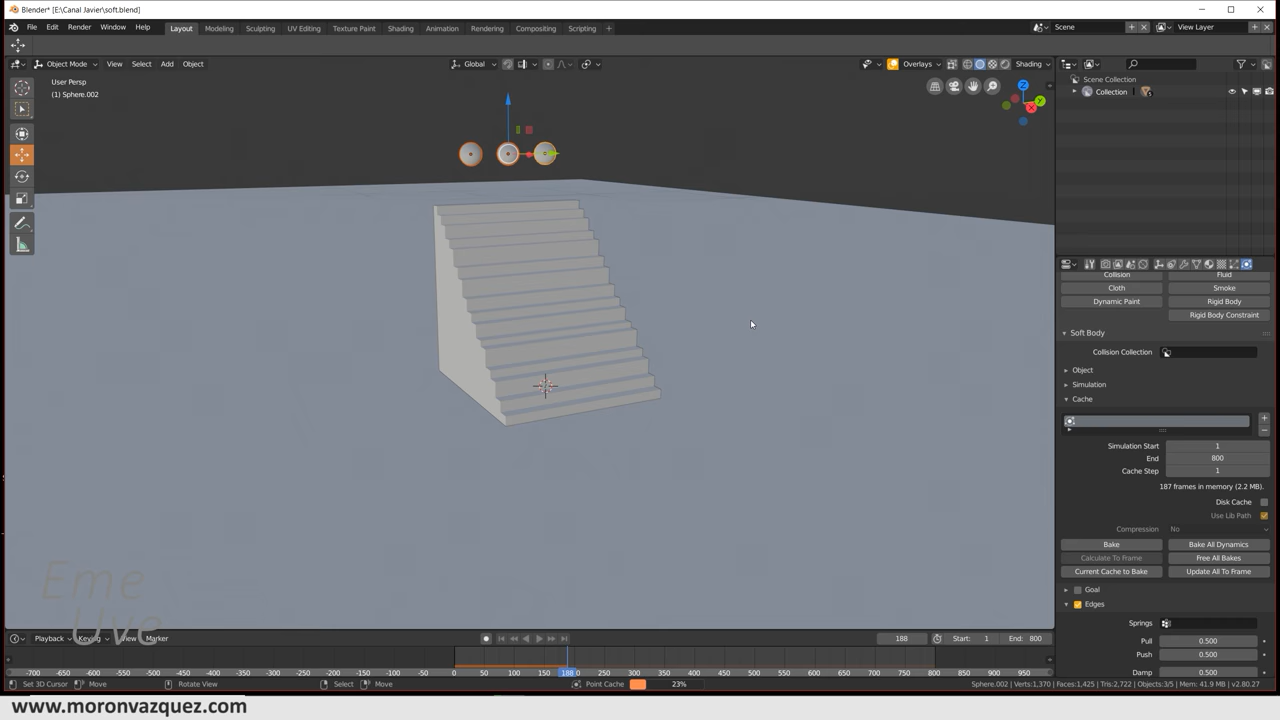 Blender* [E:\Canal Javier\soft.blend]
File Edit Render Window Help Layout Modeling Sculpting UV Editing Texture Paint Shading Animation Rendering Compositing Scripting + Scene View Layer
Object Mode View Select Add Object Global Overlays Shading
User Persp
(1) Sphere.002
Z
Y
X
Scene Collection
Collection 5
Collision Fluid
Cloth Smoke
Dynamic Paint Rigid Body
Rigid Body Constraint
Soft Body
Collision Collection
Object
Simulation
Cache
Simulation Start 1
End 800
Cache Step 1
187 frames in memory (2.2 MB).
Disk Cache
Use Lib Path
Compression No
Bake Bake All Dynamics
Calculate To Frame Free All Bakes
Current Cache to Bake Update All To Frame
Goal
Edges
Springs
Pull 0.500
Push 0.500
Damp 0.500
Eme
Uve
Playback Keying View Marker 188 Start: 1 End: 800
-700 -650 -600 -550 -500 -450 -400 -350 -300 -250 -200 -150 -100 -50 0 50 100 150 188 250 300 350 400 450 500 550 600 650 700 750 800 850 900 950
Set 3D Cursor Move Rotate View Select Move Point Cache 23% Sphere.002 | Verts:1,370 | Faces:1,425 | Tris:2,722 | Objects:3/5 | Mem: 41.9 MB | v2.80.27
www.moronvazquez.com